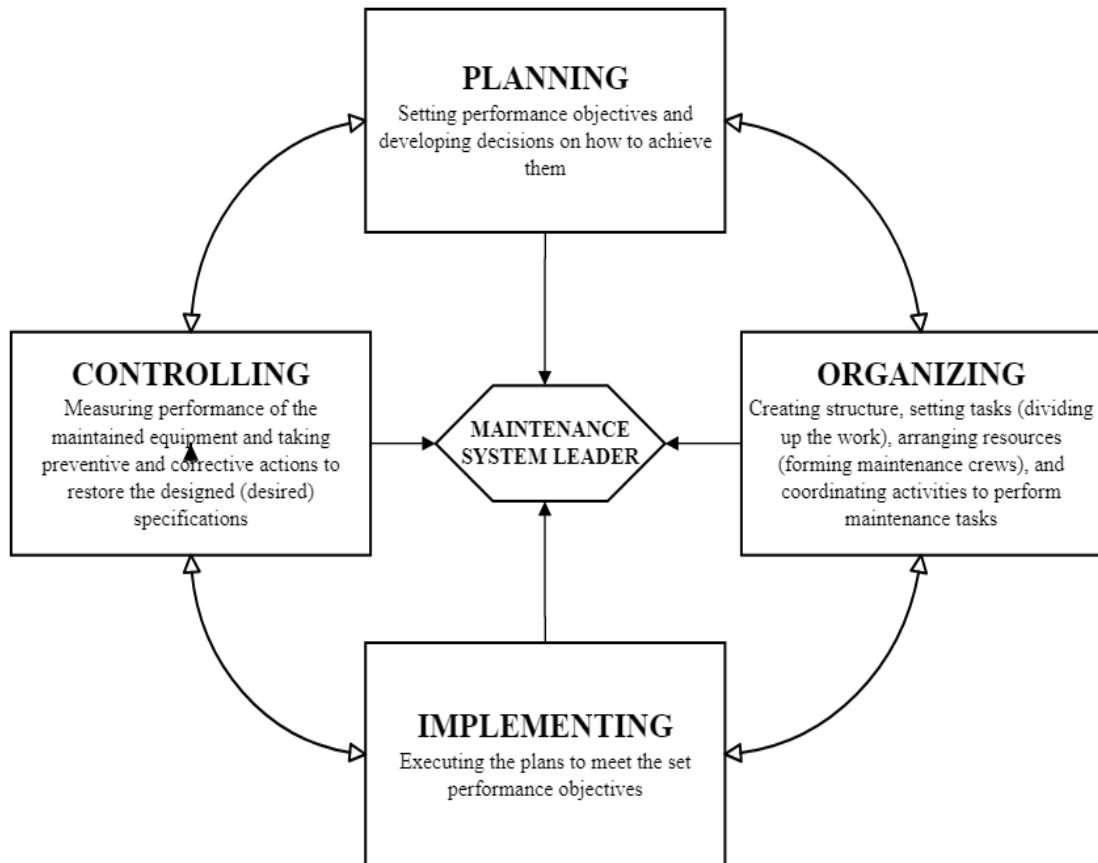 PLANNING
Setting performance objectives and
developing decisions on how to achieve
them
CONTROLLING
Measuring performance of the
maintained equipment and taking
preventive and corrective actions to
restore the designed (desired)
specifications
MAINTENANCE
SYSTEM LEADER
ORGANIZING
Creating structure, setting tasks (dividing
up the work), arranging resources
(forming maintenance crews), and
coordinating activities to perform
maintenance tasks
IMPLEMENTING
Executing the plans to meet the set
performance objectives